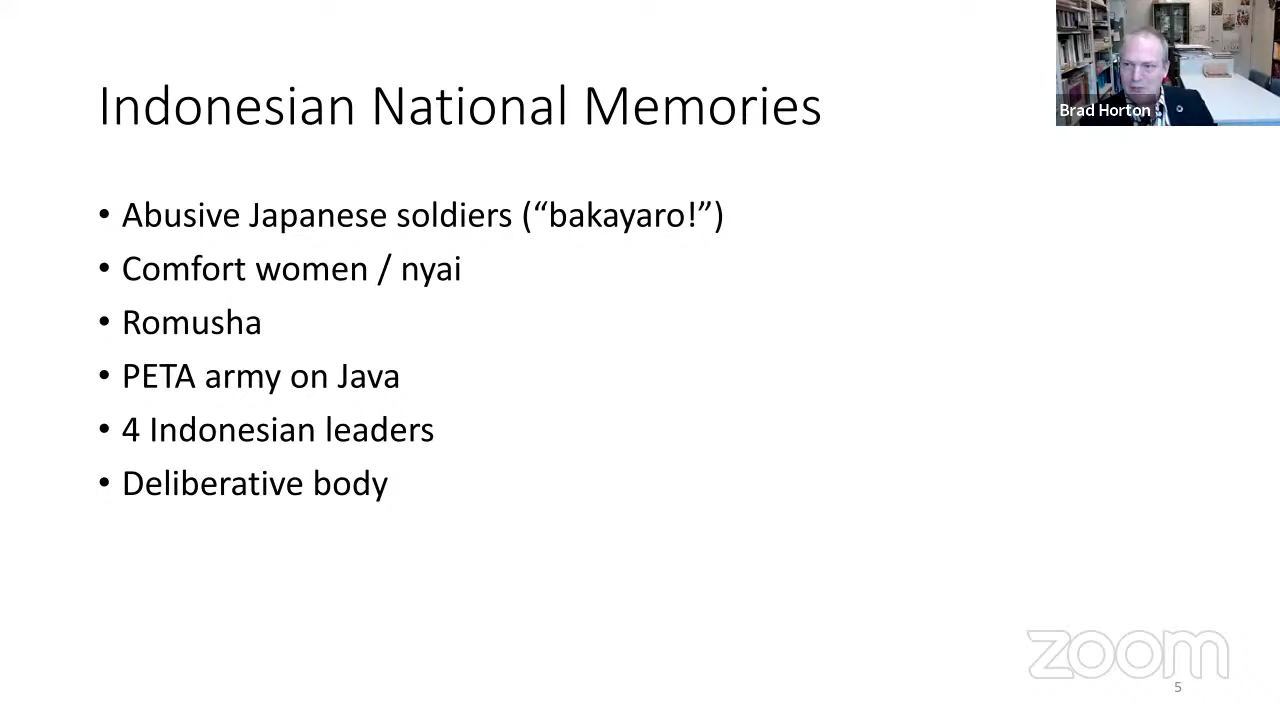 Indonesian National Memories
Brad Horton
• Abusive Japanese soldiers (“bakayaro!”)
• Comfort women / nyai
• Romusha
• PETA army on Java
• 4 Indonesian leaders
• Deliberative body
zoom
5